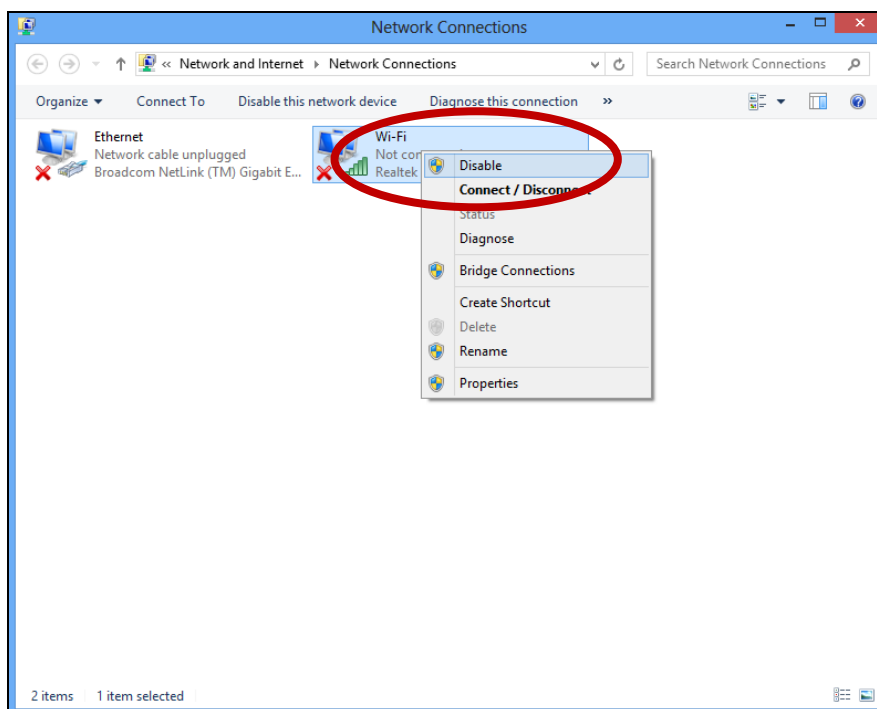 Network Connections
« Network and Internet Network Connections
Search Network Connections
Organize Connect To Disable this network device Diagnose this connection »
Ethernet
Network cable unplugged
Broadcom NetLink (TM) Gigabit E...
Wi-Fi
Not
Realtek
Disable
Connect / Disconnect
Status
Diagnose
Bridge Connections
Create Shortcut
Delete
Rename
Properties
2 items 1 item selected